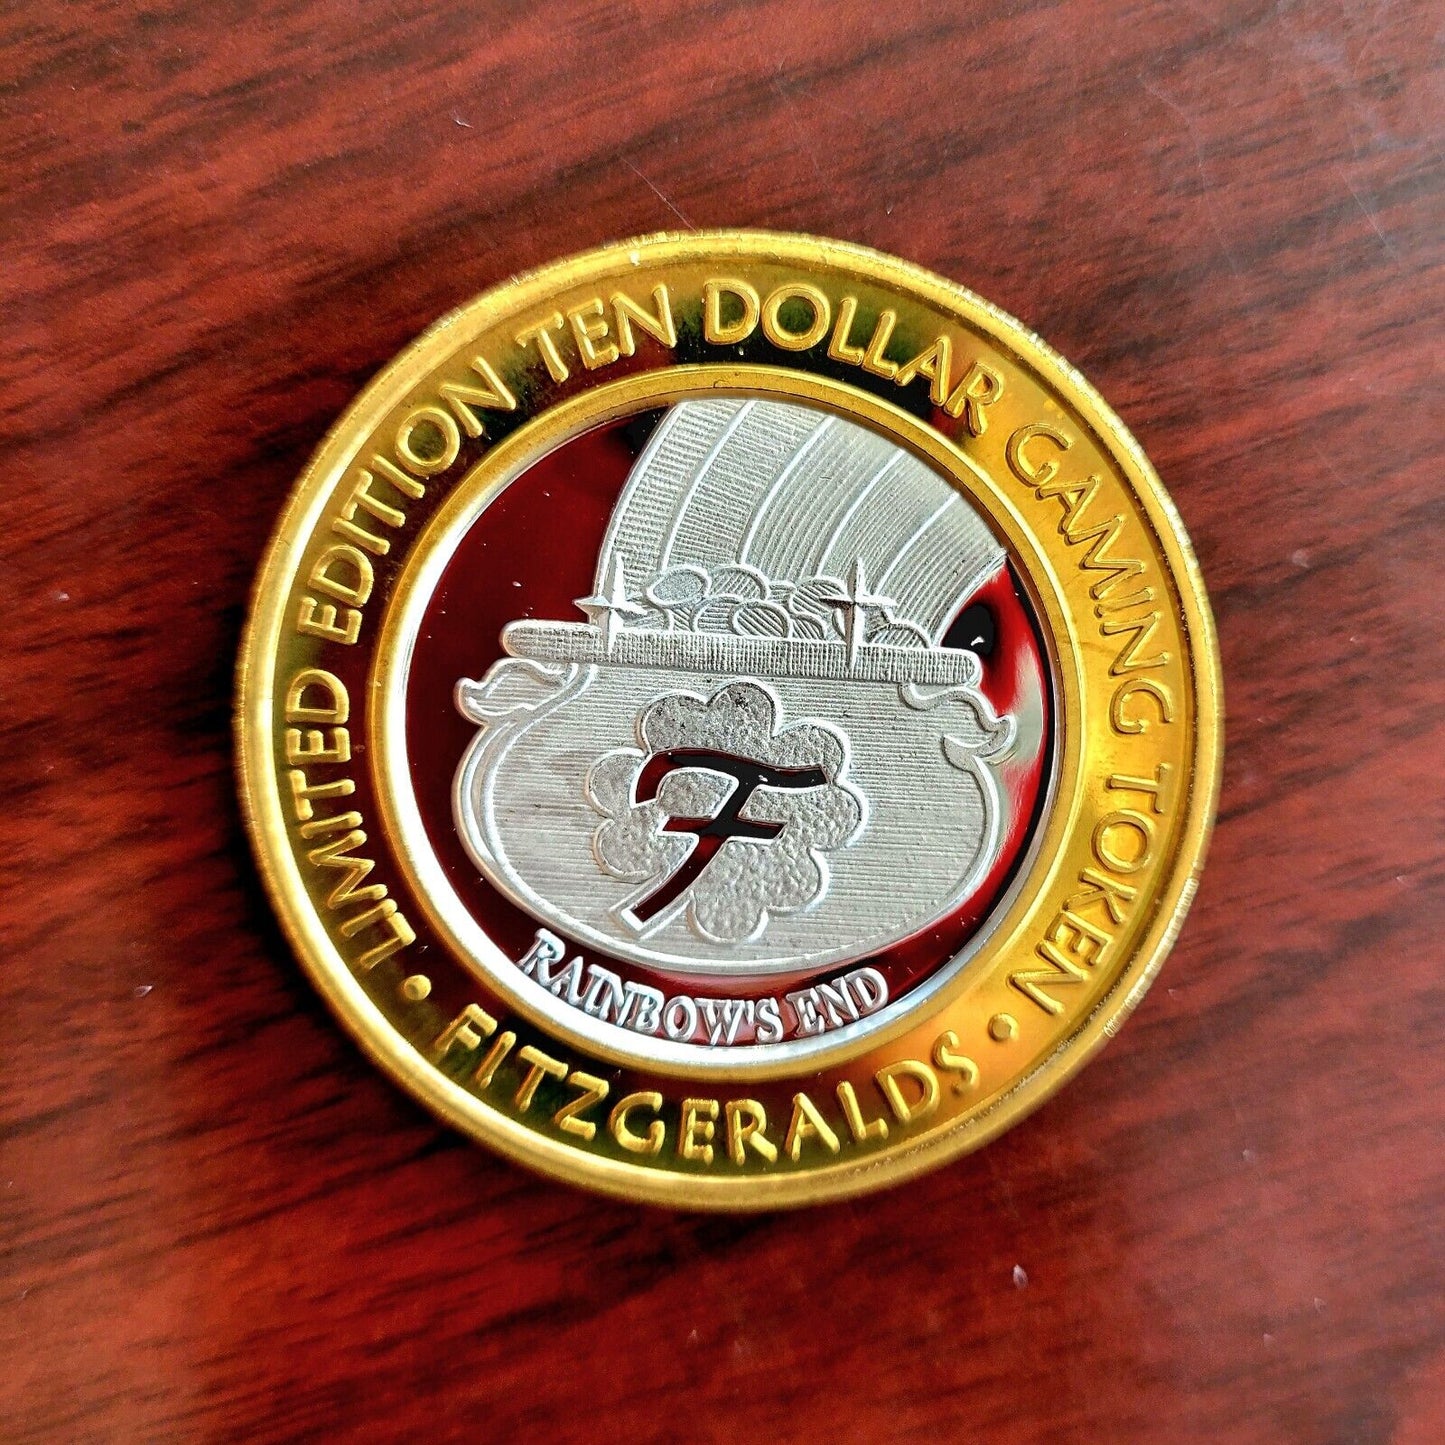 LIMITED EDITION TEN DOLLAR GAMING TOKEN
• FITZGERALDS •
F
RAINBOW'S END